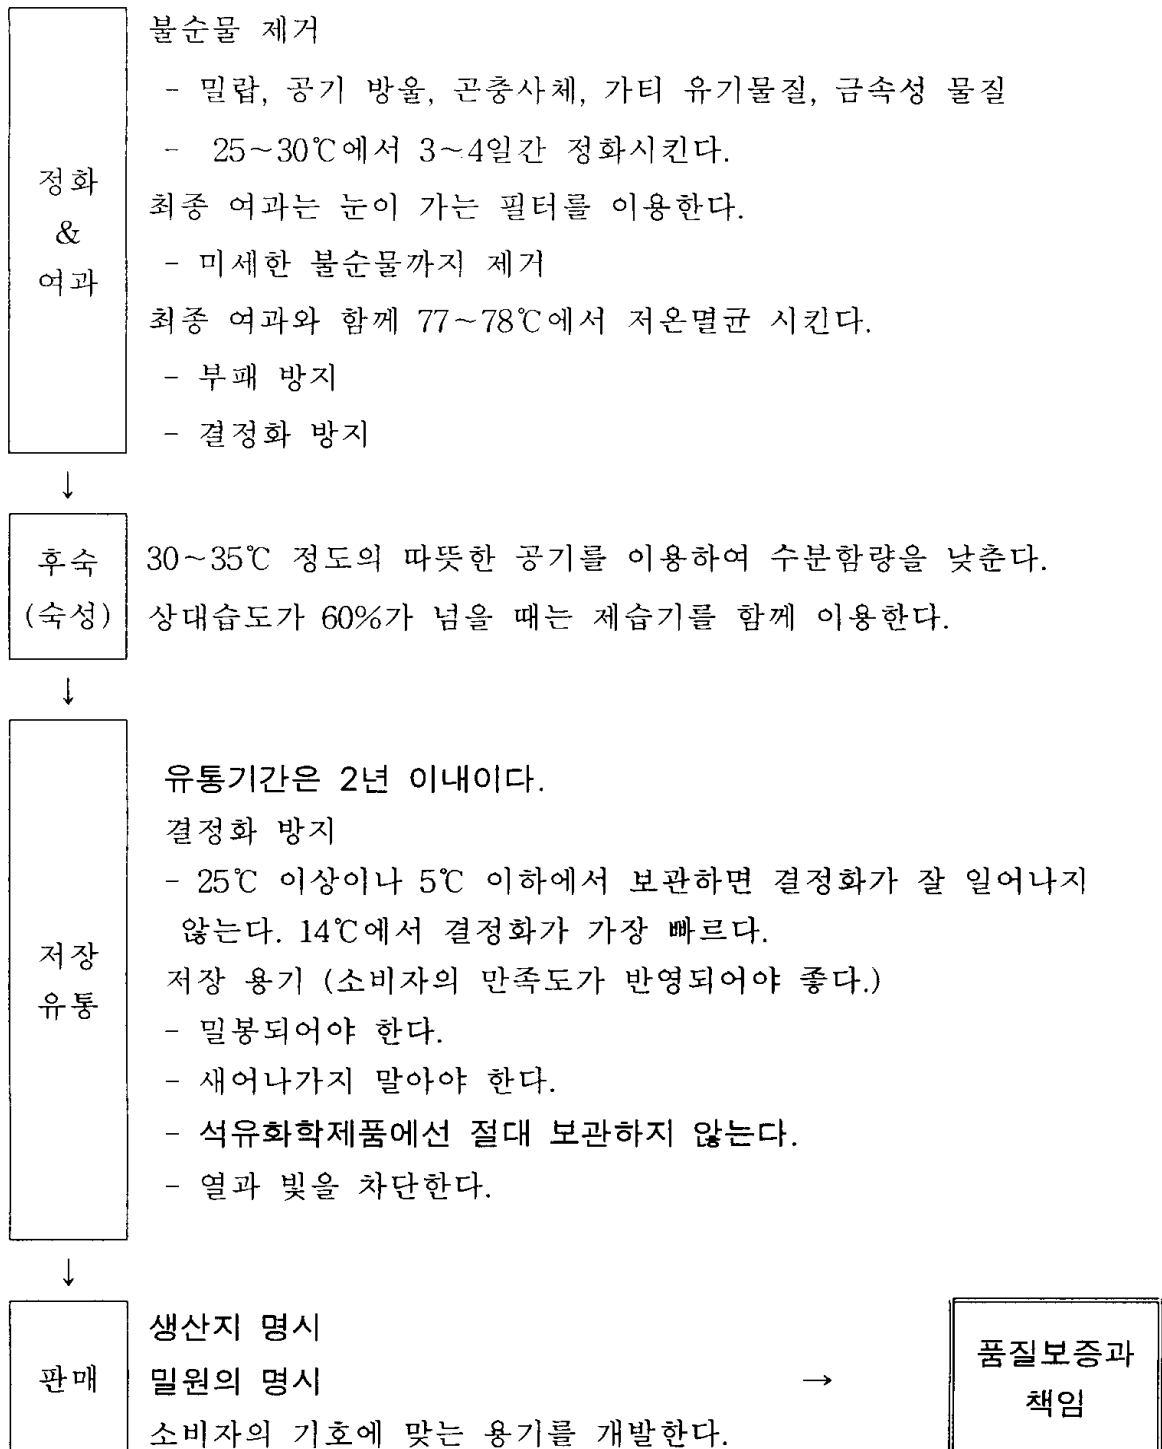 불순물 제거
- 밀랍, 공기 방울, 곤충사체, 가티 유기물질, 금속성 물질
- 25~30℃에서 3~4일간 정화시킨다.
정화
&
여과
최종 여과는 눈이 가는 필터를 이용한다.
- 미세한 불순물까지 제거
최종 여과와 함께 77~78℃에서 저온멸균 시킨다.
- 부패 방지
- 결정화 방지
↓
후숙
(숙성)
30~35℃ 정도의 따뜻한 공기를 이용하여 수분함량을 낮춘다.
상대습도가 60%가 넘을 때는 제습기를 함께 이용한다.
↓
저장
유통
유통기간은 2년 이내이다.
결정화 방지
- 25℃ 이상이나 5℃ 이하에서 보관하면 결정화가 잘 일어나지
않는다. 14℃에서 결정화가 가장 빠르다.
저장 용기 (소비자의 만족도가 반영되어야 좋다.)
- 밀봉되어야 한다.
- 새어나가지 말아야 한다.
- 석유화학제품에선 절대 보관하지 않는다.
- 열과 빛을 차단한다.
↓
판매
생산지 명시
밀원의 명시
소비자의 기호에 맞는 용기를 개발한다.
→
품질보증과
책임